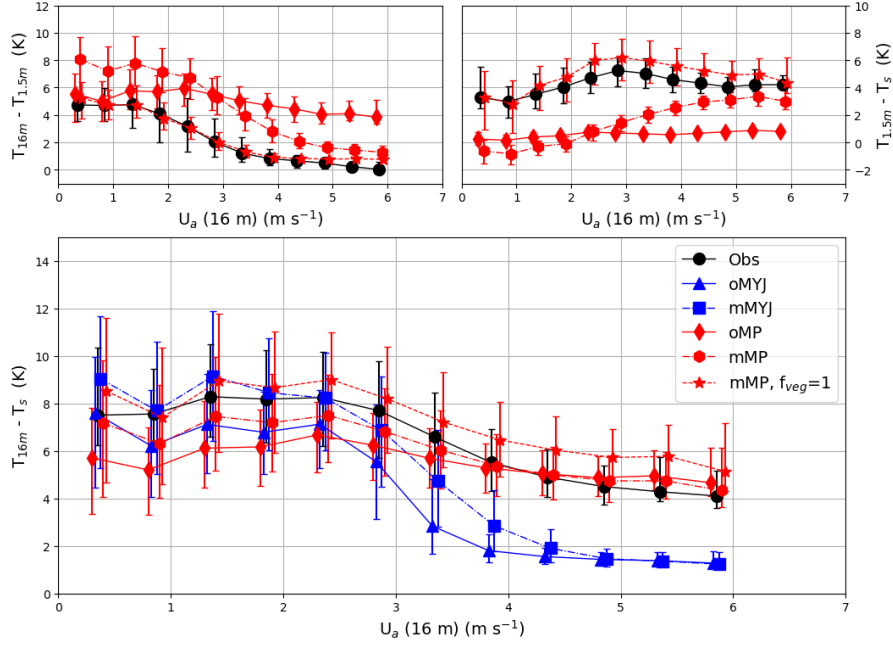 12
10
8
6
4
2
0
T16m - T1.5m (K)
0 1 2 3 4 5 6 7
Ua (16 m) (m s⁻¹)
10
8
6
4
2
0
−2
T1.5m - Ts (K)
0 1 2 3 4 5 6 7
Ua (16 m) (m s⁻¹)
14
12
10
8
6
4
2
0
T16m - Ts (K)
Obs
oMYJ
mMYJ
oMP
mMP
mMP, fveg=1
0 1 2 3 4 5 6 7
Ua (16 m) (m s⁻¹)